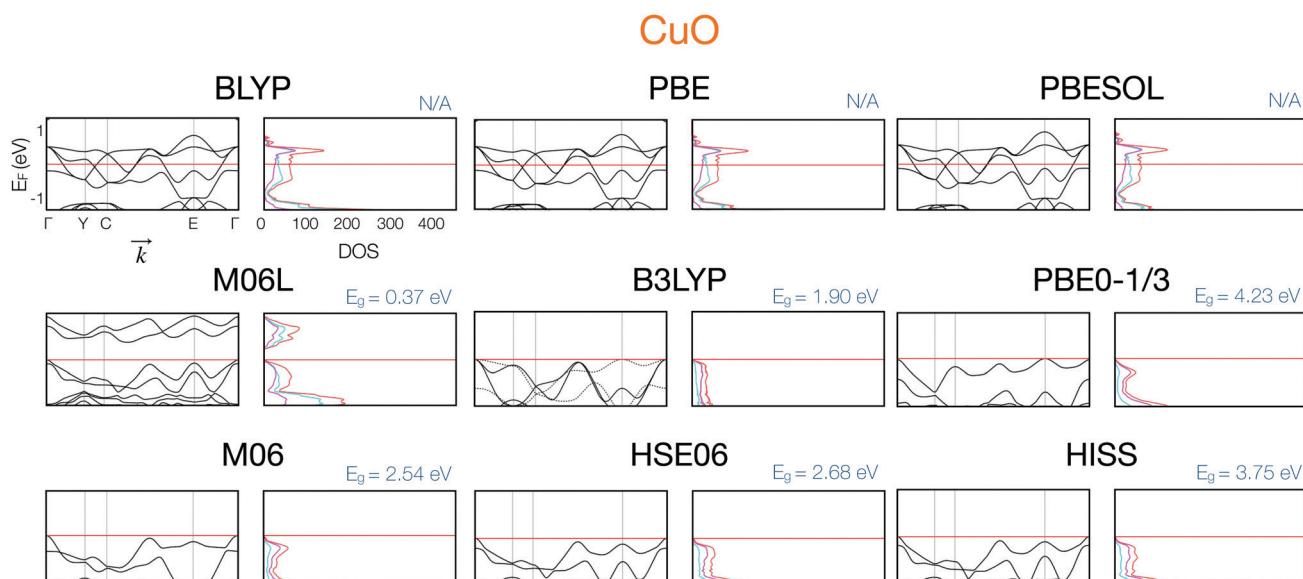 CuO
BLYP
N/A
PBE
N/A
PBESOL
N/A
E_F (eV)
1
-1
Γ Y C E Γ
k
0 100 200 300 400
DOS
M06L
E_g = 0.37 eV
B3LYP
E_g = 1.90 eV
PBE0-1/3
E_g = 4.23 eV
M06
E_g = 2.54 eV
HSE06
E_g = 2.68 eV
HISS
E_g = 3.75 eV